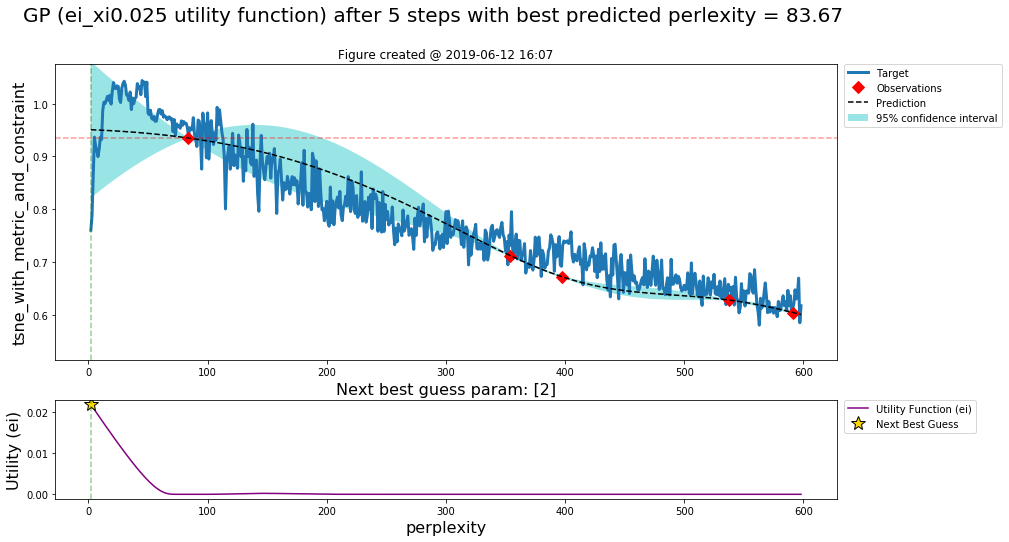 GP (ei_xi0.025 utility function) after 5 steps with best predicted perlexity = 83.67
Figure created @ 2019-06-12 16:07
tsne_with_metric_and_constraint
1.0
0.9
0.8
0.7
0.6
0
100
200
300
400
500
600
Target
Observations
Prediction
95% confidence interval
Next best guess param: [2]
Utility (ei)
0.02
0.01
0.00
0
100
200
300
400
500
600
perplexity
Utility Function (ei)
Next Best Guess